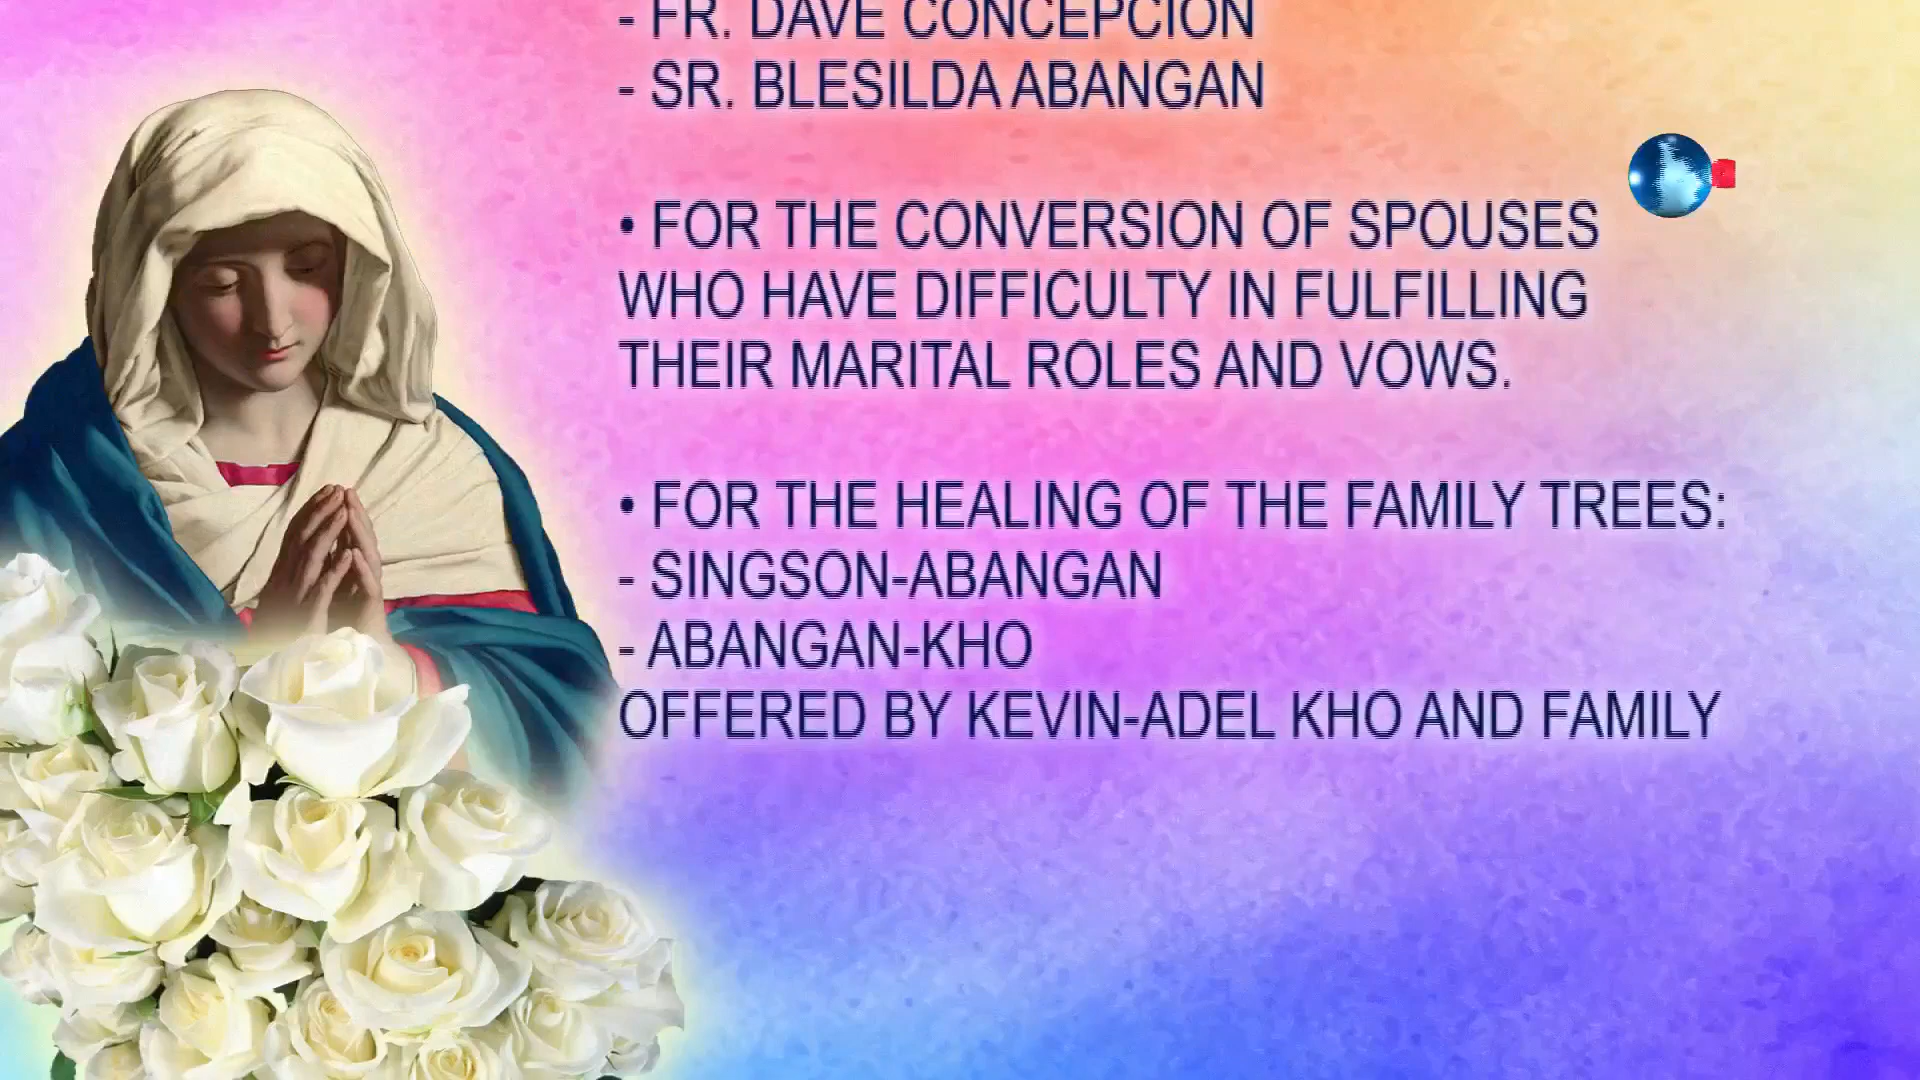 - FR. DAVE CONCEPCION
- SR. BLESILDA ABANGAN
• FOR THE CONVERSION OF SPOUSES
WHO HAVE DIFFICULTY IN FULFILLING
THEIR MARITAL ROLES AND VOWS.
• FOR THE HEALING OF THE FAMILY TREES:
- SINGSON-ABANGAN
- ABANGAN-KHO
OFFERED BY KEVIN-ADEL KHO AND FAMILY